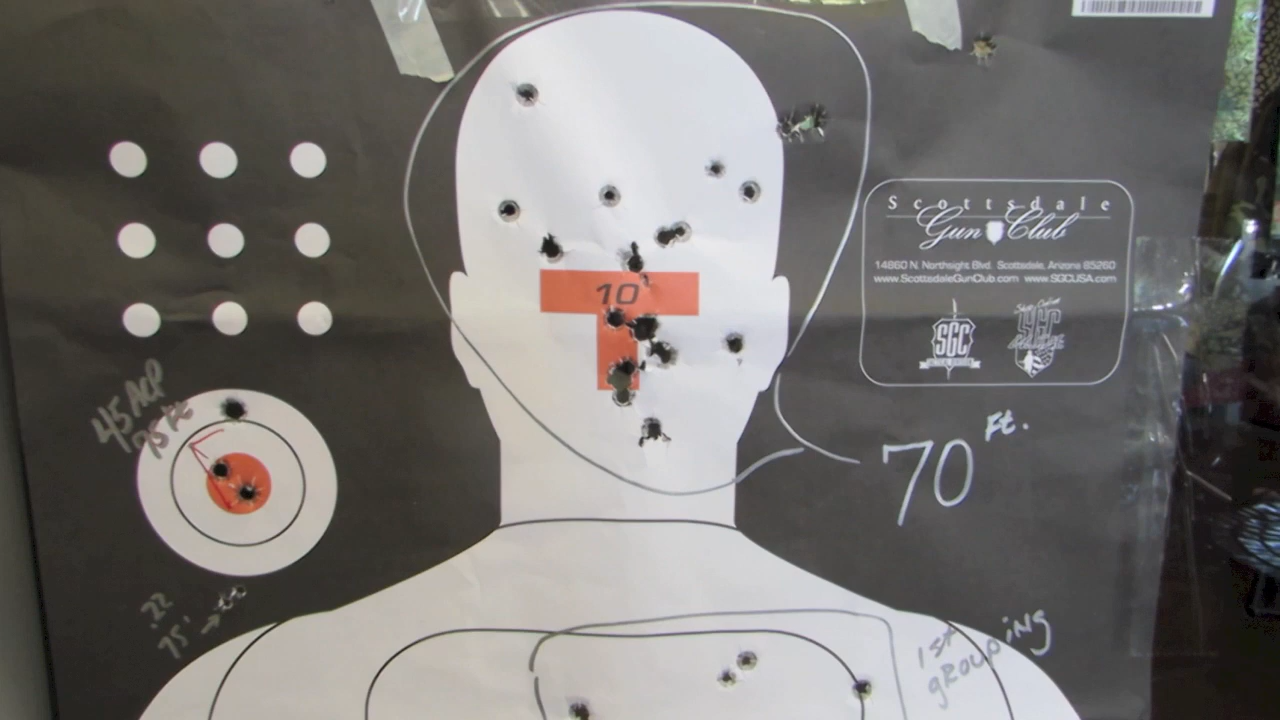 Scottsdale
Gun Club
14860 N. Northsight Blvd. Scottsdale, Arizona 85260
www.ScottsdaleGunClub.com www.SGCUSA.com
SGC
SGC
10
45 ACP
75 Ft
70 Ft.
.22
75'
1st
gROUpiNg